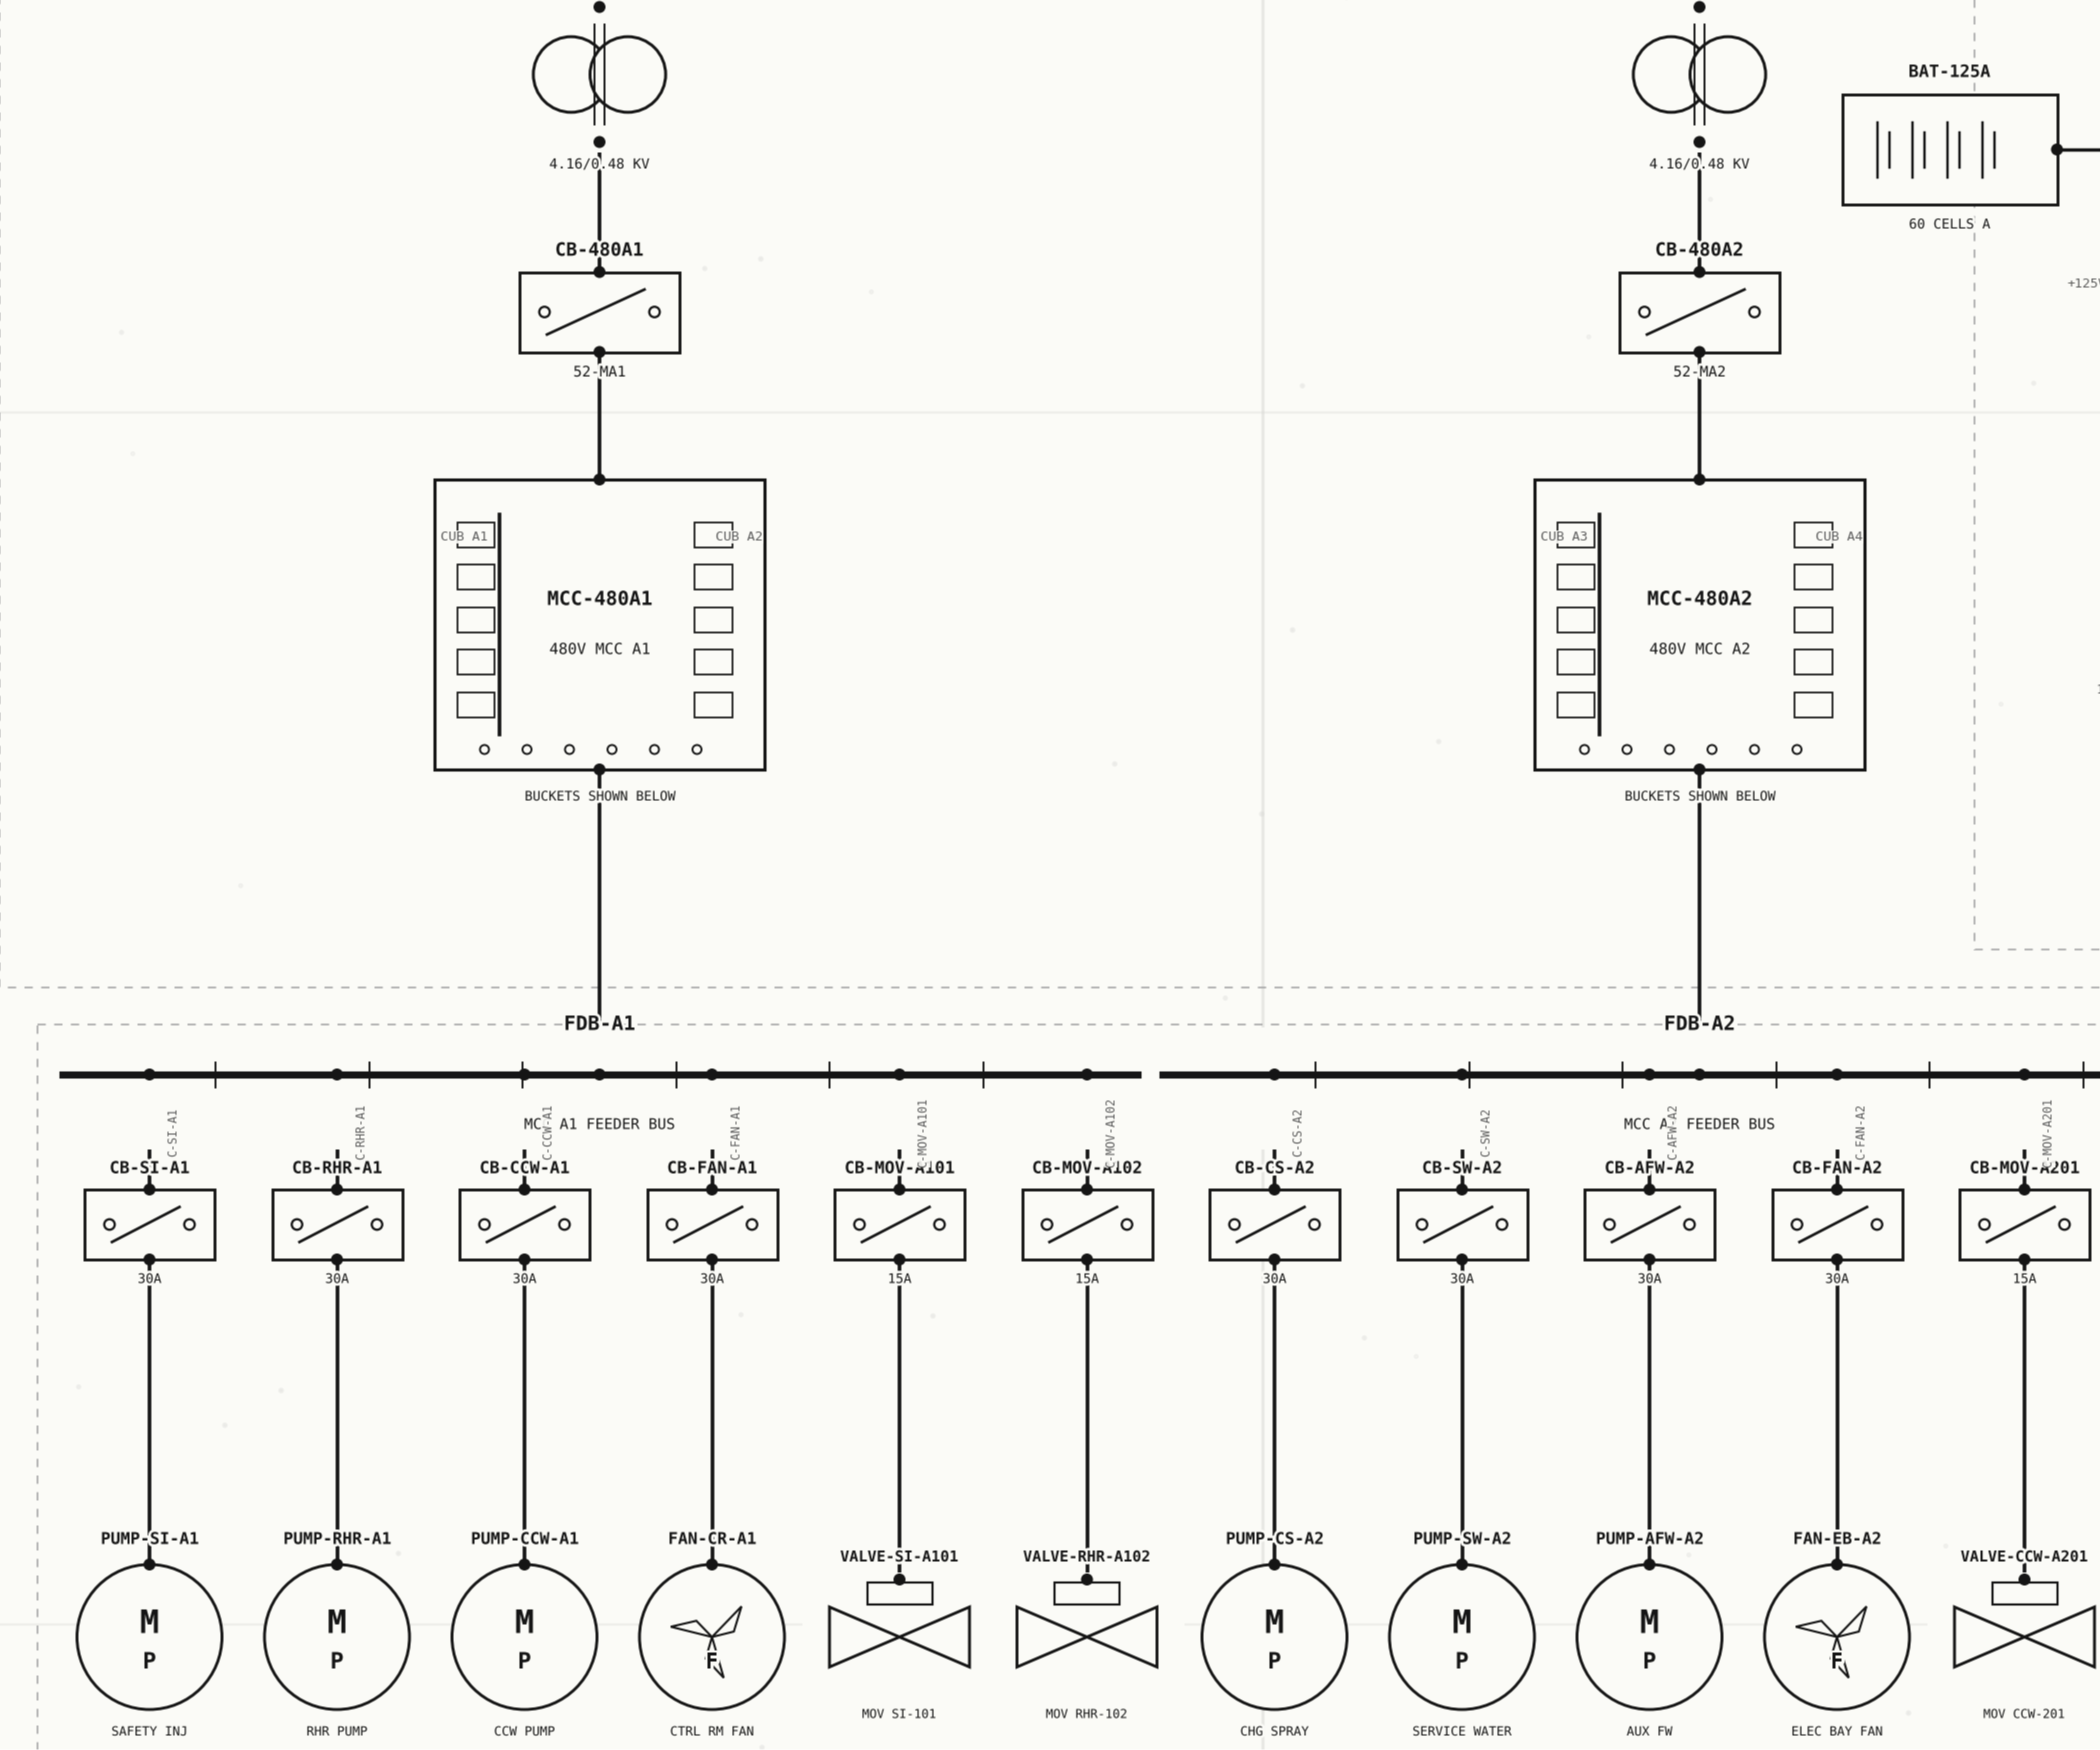 BAT-125A
4.16/0.48 KV
4.16/0.48 KV
60 CELLS A
CB-480A1
CB-480A2
52-MA1
52-MA2
CUB A1
CUB A2
CUB A3
CUB A4
MCC-480A1
MCC-480A2
480V MCC A1
480V MCC A2
BUCKETS SHOWN BELOW
BUCKETS SHOWN BELOW
FDB-A1
FDB-A2
MCC A1 FEEDER BUS
MCC A2 FEEDER BUS
C-SI-A1
C-RHR-A1
C-CCW-A1
C-FAN-A1
C-MOV-A101
C-MOV-A102
C-CS-A2
C-SW-A2
C-AFW-A2
C-FAN-A2
C-MOV-A201
CB-SI-A1
CB-RHR-A1
CB-CCW-A1
CB-FAN-A1
CB-MOV-A101
CB-MOV-A102
CB-CS-A2
CB-SW-A2
CB-AFW-A2
CB-FAN-A2
CB-MOV-A201
30A
30A
30A
30A
15A
15A
30A
30A
30A
30A
15A
PUMP-SI-A1
PUMP-RHR-A1
PUMP-CCW-A1
FAN-CR-A1
VALVE-SI-A101
VALVE-RHR-A102
PUMP-CS-A2
PUMP-SW-A2
PUMP-AFW-A2
FAN-EB-A2
VALVE-CCW-A201
M
P
M
P
M
P
F
M
P
M
P
M
P
F
SAFETY INJ
RHR PUMP
CCW PUMP
CTRL RM FAN
MOV SI-101
MOV RHR-102
CHG SPRAY
SERVICE WATER
AUX FW
ELEC BAY FAN
MOV CCW-201